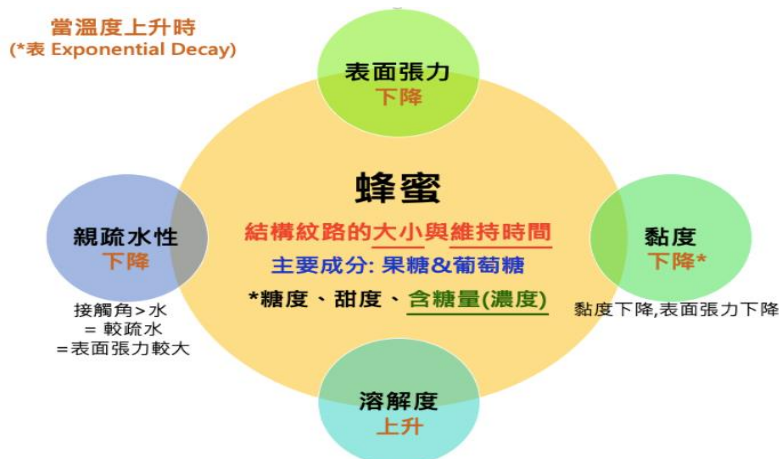 當溫度上升時
(*表 Exponential Decay)
表面張力
下降
蜂蜜
結構紋路的大小與維持時間
主要成分: 果糖&葡萄糖
*糖度、甜度、含糖量(濃度)
親疏水性
下降
接觸角>水
= 較疏水
=表面張力較大
黏度
下降*
黏度下降,表面張力下降
溶解度
上升